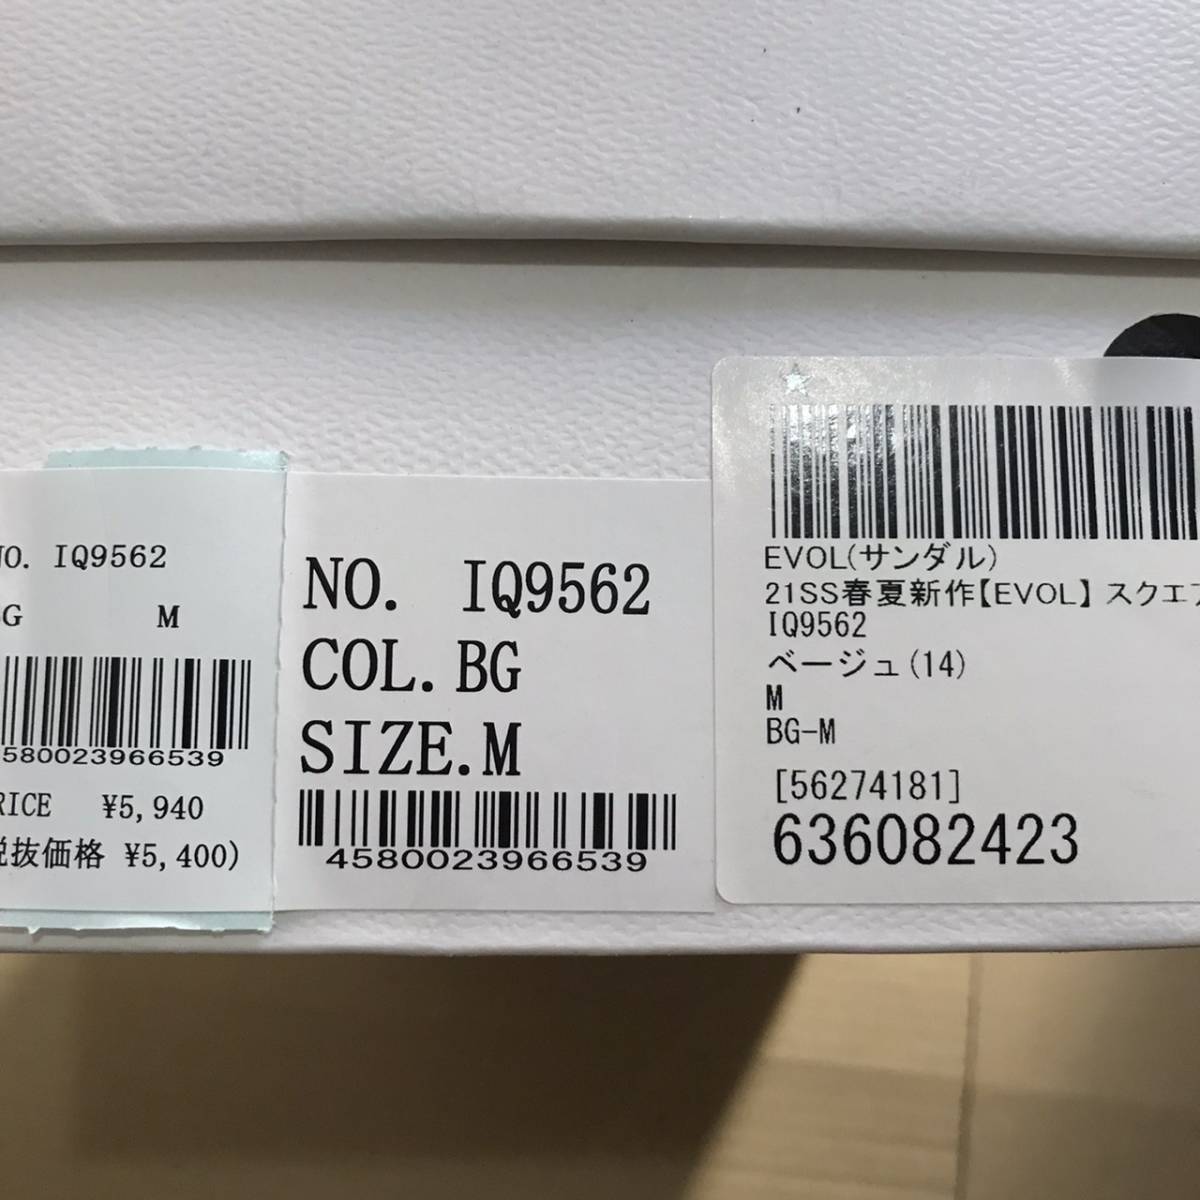 NO. IQ9562
BG M
4580023966539
PRICE ¥5,940
税抜価格 ¥5,400)
NO. IQ9562
COL. BG
SIZE. M
4580023966539
EVOL(サンダル)
21SS春夏新作【EVOL】スクエア
IQ9562
ベージュ(14)
M
BG-M
[56274181]
636082423